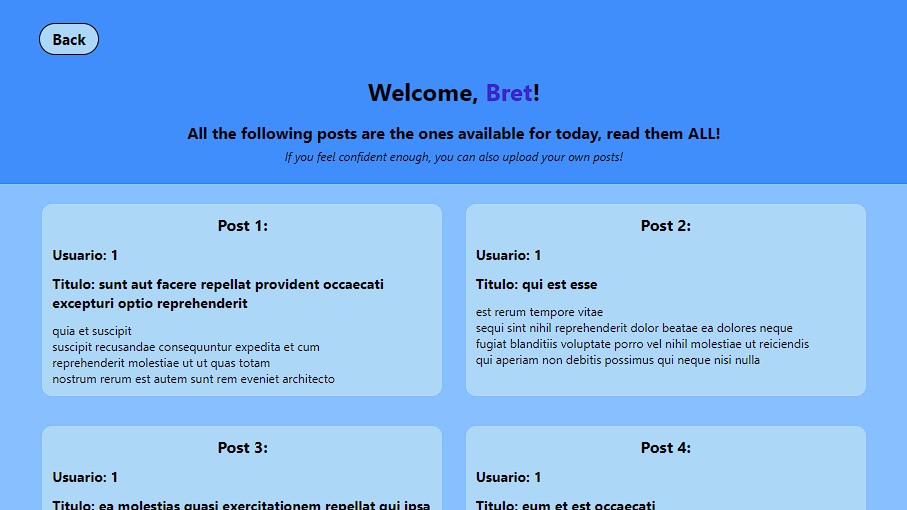 Back
Welcome, Bret!
All the following posts are the ones available for today, read them ALL!
If you feel confident enough, you can also upload your own posts!
Post 1:
Usuario: 1
Titulo: sunt aut facere repellat provident occaecati
excepturi optio reprehenderit
quia et suscipit
suscipit recusandae consequuntur expedita et cum
reprehenderit molestiae ut ut quas totam
nostrum rerum est autem sunt rem eveniet architecto
Post 2:
Usuario: 1
Titulo: qui est esse
est rerum tempore vitae
sequi sint nihil reprehenderit dolor beatae ea dolores neque
fugiat blanditiis voluptate porro vel nihil molestiae ut reiciendis
qui aperiam non debitis possimus qui neque nisi nulla
Post 3:
Usuario: 1
Titulo: ea molestias quasi exercitationem repellat qui ipsa
Post 4:
Usuario: 1
Titulo: eum et est occaecati